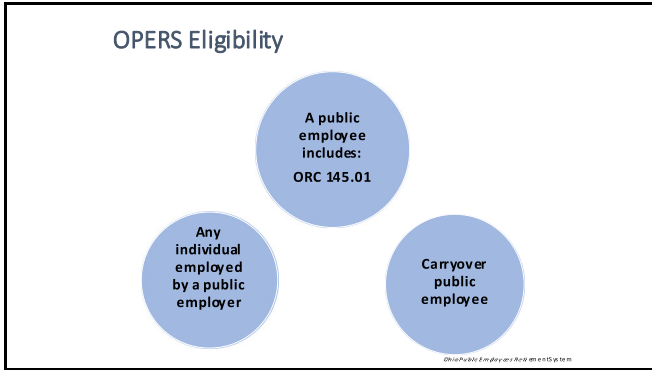 OPERS Eligibility
A public
employee
includes:
ORC 145.01
Any
individual
employed
by a public
employer
Carryover
public
employee
Ohio Public Employees Retirement System